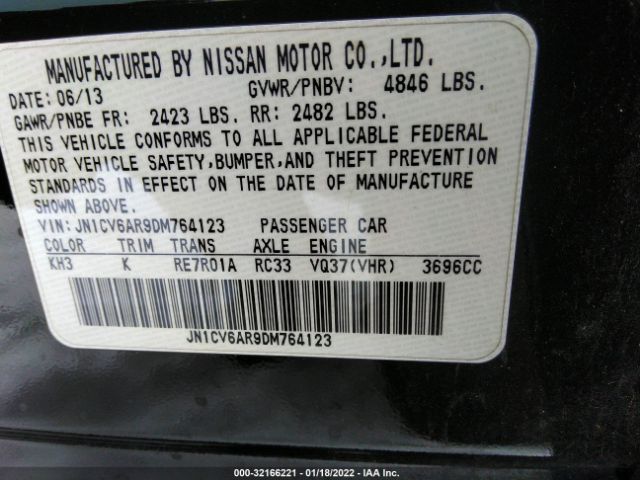 MANUFACTURED BY NISSAN MOTOR CO.,LTD.
DATE: 06/13 GVWR/PNBV: 4846 LBS.
GAWR/PNBE FR: 2423 LBS. RR: 2482 LBS.
THIS VEHICLE CONFORMS TO ALL APPLICABLE FEDERAL
MOTOR VEHICLE SAFETY,BUMPER,AND THEFT PREVENTION
STANDARDS IN EFFECT ON THE DATE OF MANUFACTURE
SHOWN ABOVE.
VIN:JN1CV6AR9DM764123 PASSENGER CAR
COLOR TRIM TRANS AXLE ENGINE
KH3 K RE7R01A RC33 VQ37(VHR) 3696CC
JN1CV6AR9DM764123
000-32166221 - 01/18/2022 - IAA Inc.